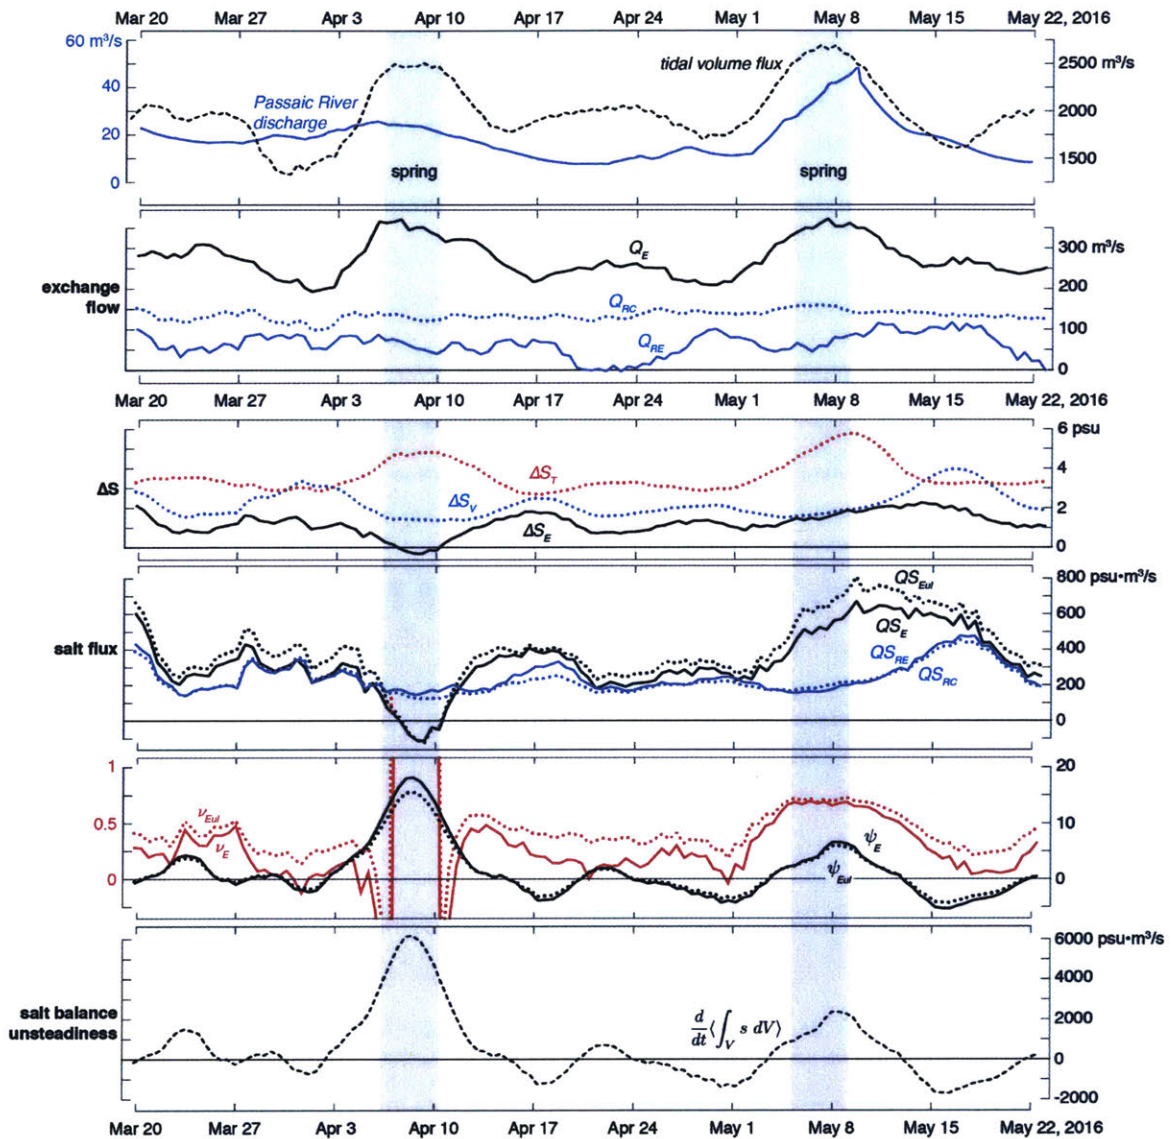 Mar 20 Mar 27 Apr 3 Apr 10 Apr 17 Apr 24 May 1 May 8 May 15 May 22, 2016
60 m³/s
40
20
0
Passaic River
discharge
tidal volume flux
spring
spring
2500 m³/s
2000
1500
exchange
flow
Q_E
Q_RC
Q_RE
300 m³/s
200
100
0
Mar 20 Mar 27 Apr 3 Apr 10 Apr 17 Apr 24 May 1 May 8 May 15 May 22, 2016
ΔS
ΔS_T
ΔS_V
ΔS_E
6 psu
4
2
0
salt flux
QS_Eul
QS_E
QS_RE
QS_RC
800 psu•m³/s
600
400
200
0
1
0.5
0
ν_Eul
ν_E
ψ_E
ψ_Eul
20
10
0
salt balance
unsteadiness
d/dt⟨∫_V s dV⟩
6000 psu•m³/s
4000
2000
0
-2000
Mar 20 Mar 27 Apr 3 Apr 10 Apr 17 Apr 24 May 1 May 8 May 15 May 22, 2016